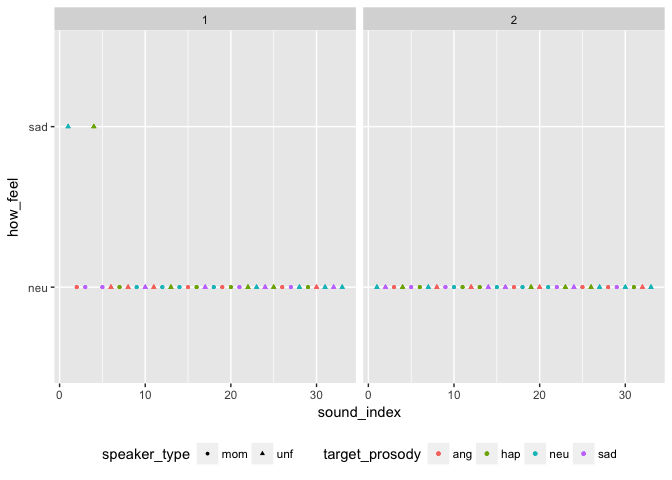 1 2
sad
how_feel
neu
0 10 20 30 0 10 20 30
sound_index
speaker_type mom unf target_prosody ang hap neu sad